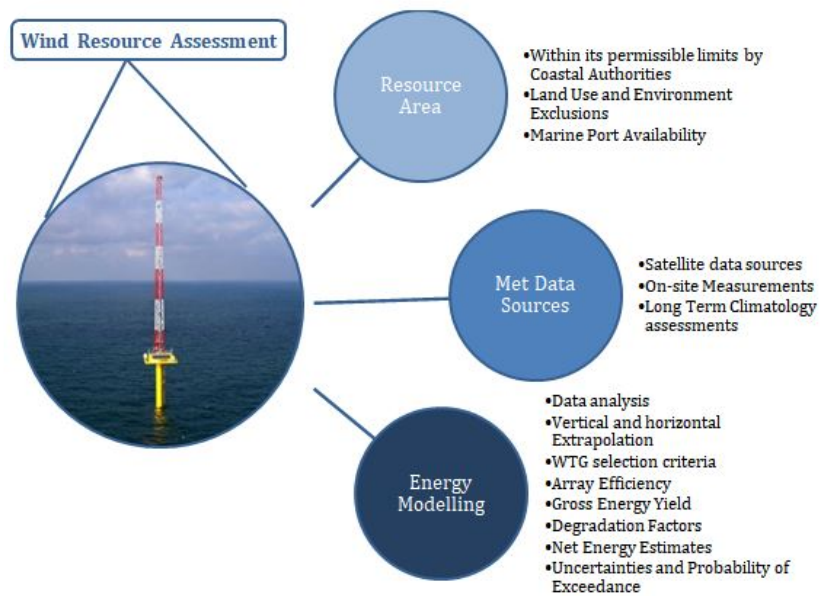 Wind Resource Assessment
Resource
Area
•Within its permissible limits by
Coastal Authorities
•Land Use and Environment
Exclusions
•Marine Port Availability
Met Data
Sources
•Satellite data sources
•On-site Measurements
•Long Term Climatology
assessments
Energy
Modelling
•Data analysis
•Vertical and horizontal
Extrapolation
•WTG selection criteria
•Array Efficiency
•Gross Energy Yield
•Degradation Factors
•Net Energy Estimates
•Uncertainties and Probability of
Exceedance